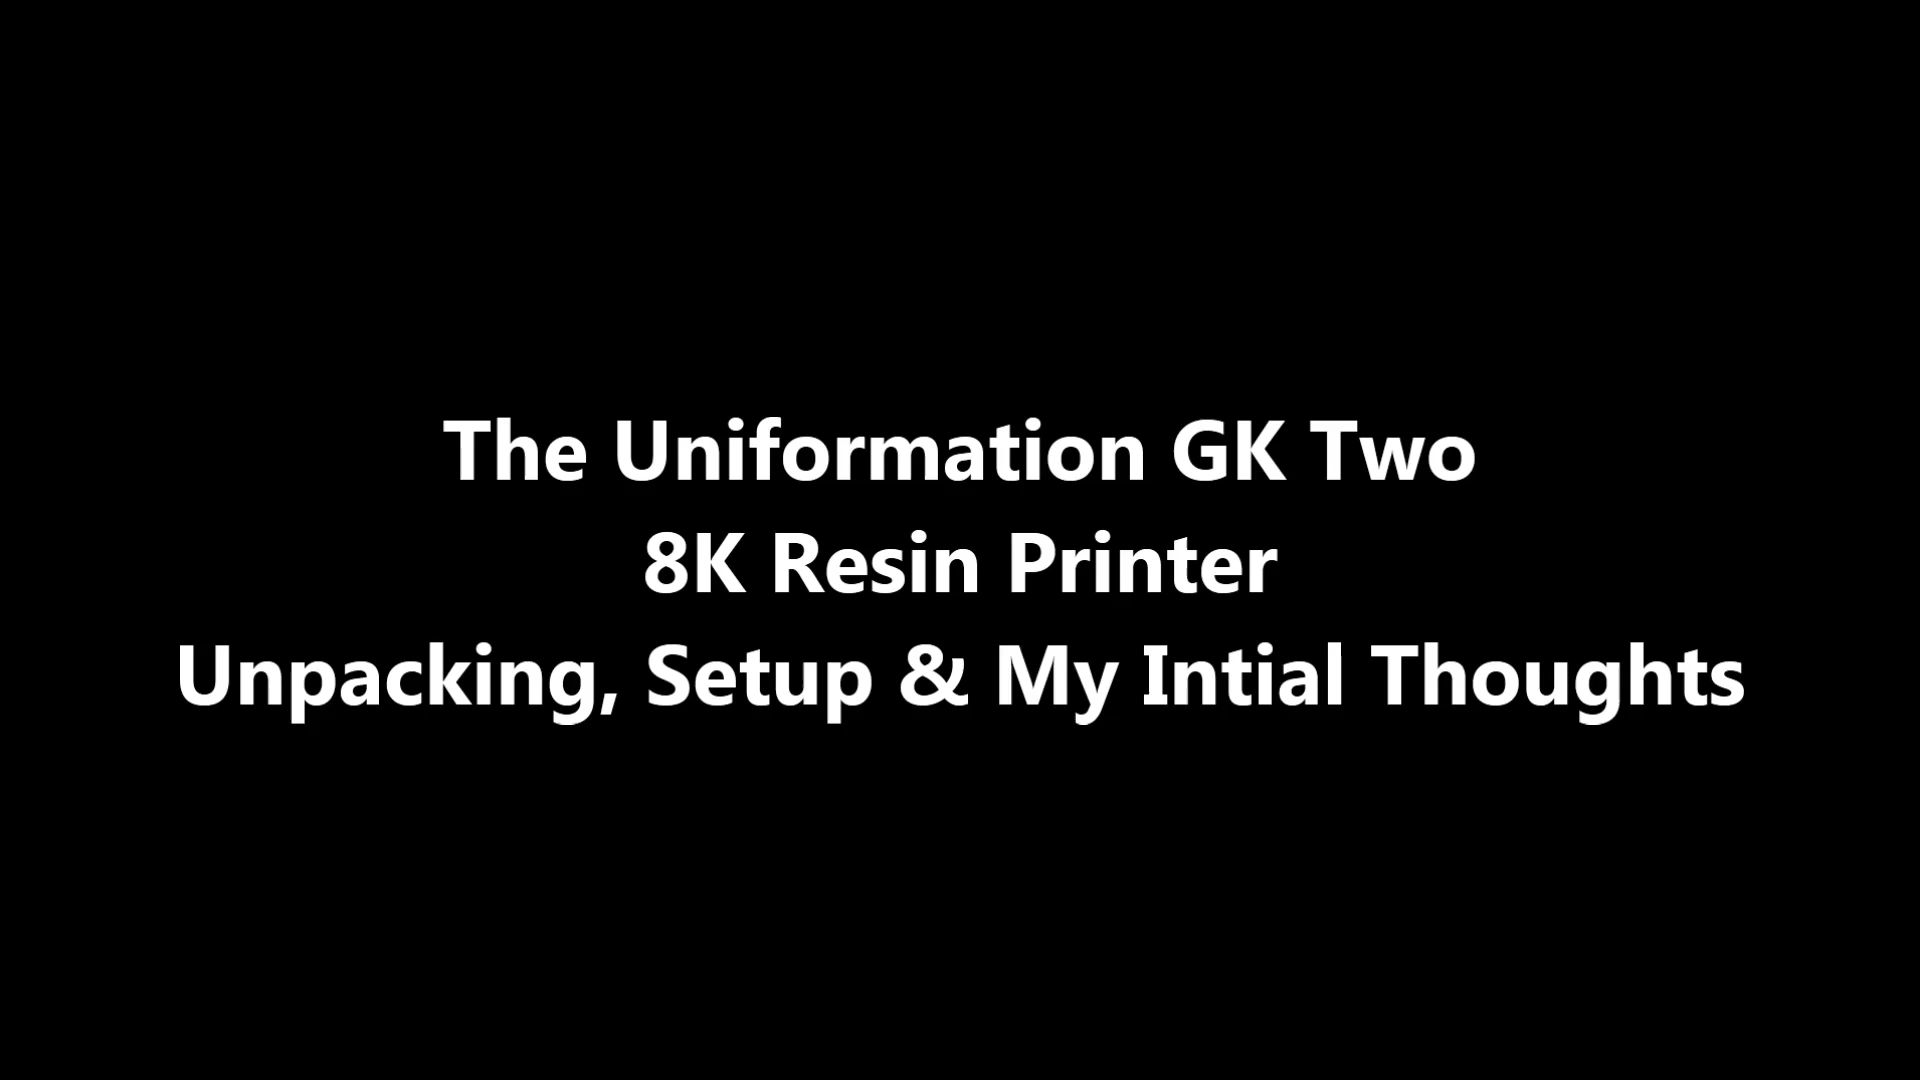 The Uniformation GK Two
8K Resin Printer
Unpacking, Setup & My Intial Thoughts